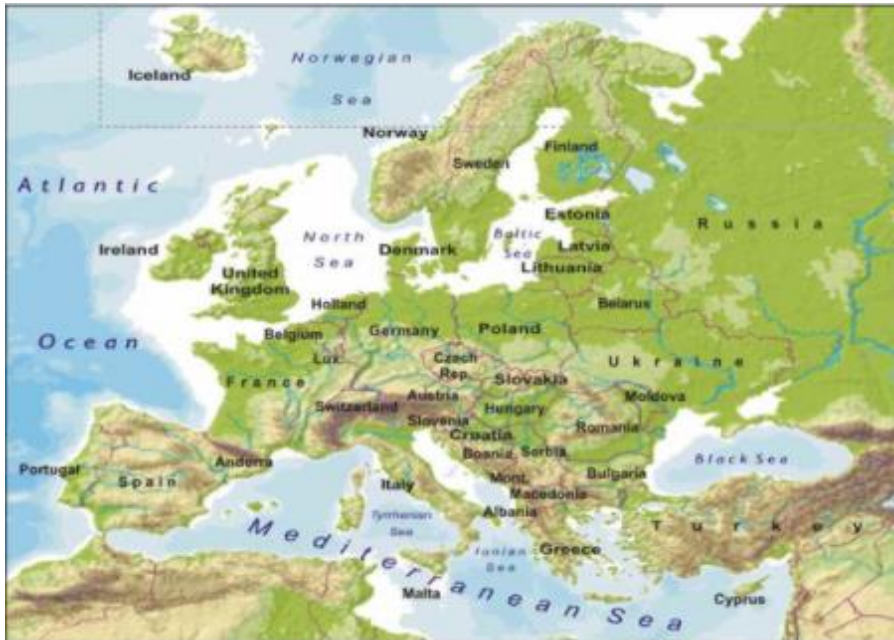 Iceland
Norwegian
Sea
Norway
Finland
Sweden
Atlantic
Estonia
Russia
Ireland
North
Sea
Denmark
Baltic
Sea
Latvia
Lithuania
United
Kingdom
Holland
Belarus
Ocean
Belgium
Germany
Poland
Lux.
Czech
Rep.
Ukraine
France
Slovakia
Switzerland
Austria
Hungary
Moldova
Slovenia
Croatia
Romania
Portugal
Spain
Andorra
Bosnia
Serbia
Black Sea
Italy
Mont.
Bulgaria
Macedonia
Albania
Tyrrhenian
Sea
Turkey
Mediterranean Sea
Ionian
Sea
Greece
Malta
Cyprus